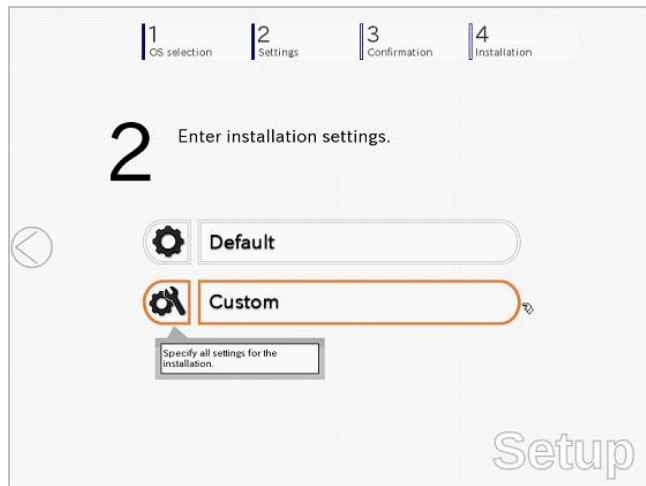 1
OS selection
2
Settings
3
Confirmation
4
Installation
2
Enter installation settings.
Default
Custom
Specify all settings for the
installation.
Setup